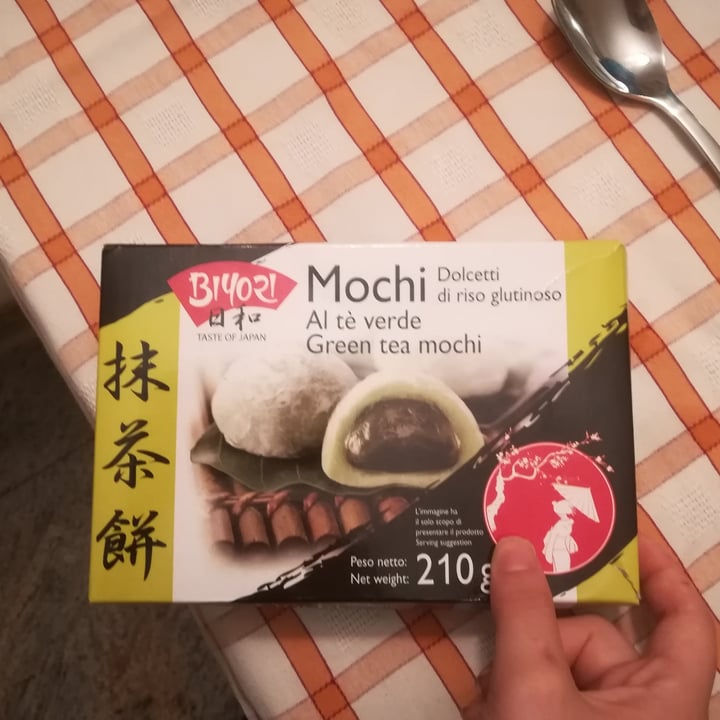 BIYORI
日和
TASTE OF JAPAN
Mochi
Dolcetti
di riso glutinoso
Al tè verde
Green tea mochi
抹
茶
餅
L'immagine ha
il solo scopo di
presentare il prodotto
Serving suggestion
Peso netto:
Net weight:
210 g